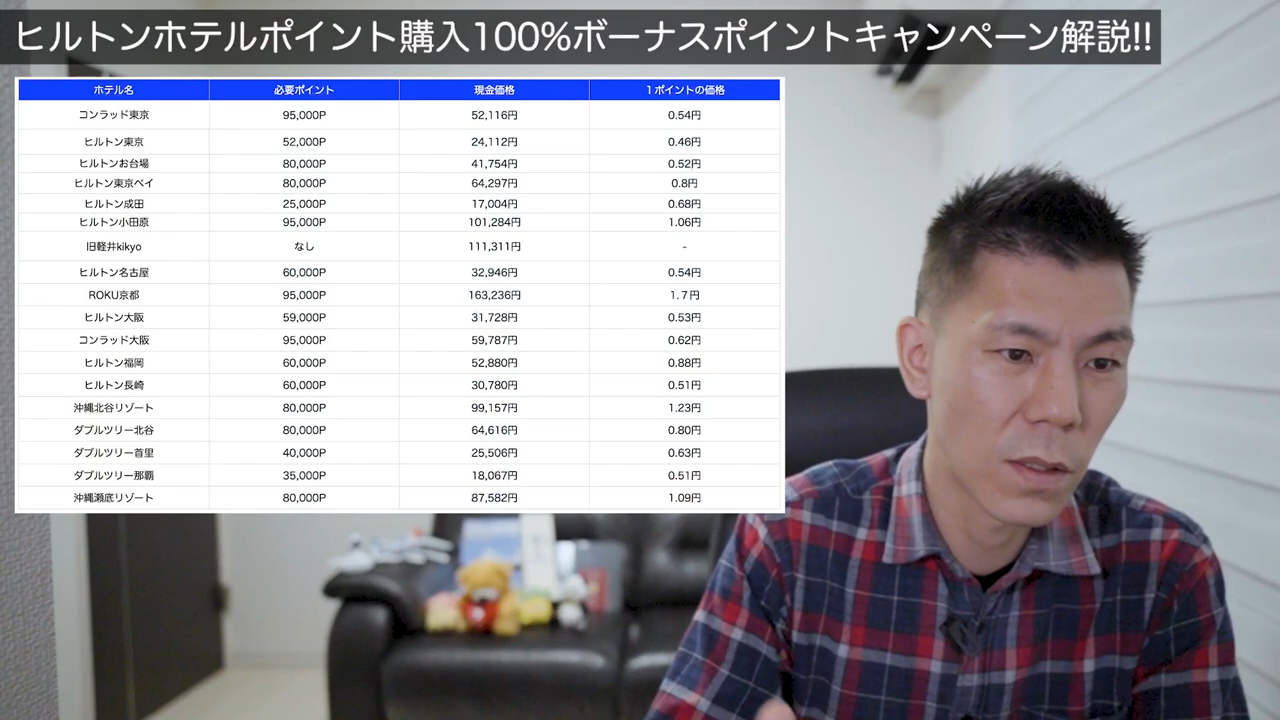 ヒルトンホテルポイント購入100%ボーナスポイントキャンペーン解説!!
ホテル名 必要ポイント 現金価格 1ポイントの価格
コンラッド東京 95,000P 52,116円 0.54円
ヒルトン東京 52,000P 24,112円 0.46円
ヒルトンお台場 80,000P 41,754円 0.52円
ヒルトン東京ベイ 80,000P 64,297円 0.8円
ヒルトン成田 25,000P 17,004円 0.68円
ヒルトン小田原 95,000P 101,284円 1.06円
旧軽井kikyo なし 111,311円 -
ヒルトン名古屋 60,000P 32,946円 0.54円
ROKU京都 95,000P 163,236円 1.7円
ヒルトン大阪 59,000P 31,728円 0.53円
コンラッド大阪 95,000P 59,787円 0.62円
ヒルトン福岡 60,000P 52,880円 0.88円
ヒルトン長崎 60,000P 30,780円 0.51円
沖縄北谷リゾート 80,000P 99,157円 1.23円
ダブルツリー北谷 80,000P 64,616円 0.80円
ダブルツリー首里 40,000P 25,506円 0.63円
ダブルツリー那覇 35,000P 18,067円 0.51円
沖縄瀬底リゾート 80,000P 87,582円 1.09円